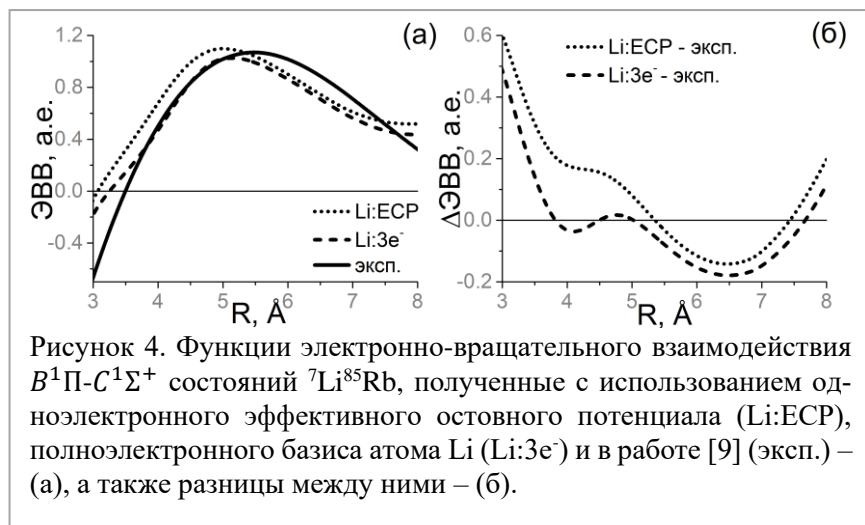 (а)
ЭВВ, а.е.
1.2
0.8
0.4
0.0
-0.4
Li:ECP
Li:3e⁻
эксп.
3 4 5 6 7 8
R, Å
(б)
ΔЭВВ, а.е.
0.6
0.4
0.2
0.0
-0.2
Li:ECP - эксп.
Li:3e⁻ - эксп.
3 4 5 6 7 8
R, Å
Рисунок 4. Функции электронно-вращательного взаимодействия
B¹Π-C¹Σ⁺ состояний ⁷Li⁸⁵Rb, полученные с использованием од-
ноэлектронного эффективного остовного потенциала (Li:ECP),
полноэлектронного базиса атома Li (Li:3e⁻) и в работе [9] (эксп.) –
(а), а также разницы между ними – (б).